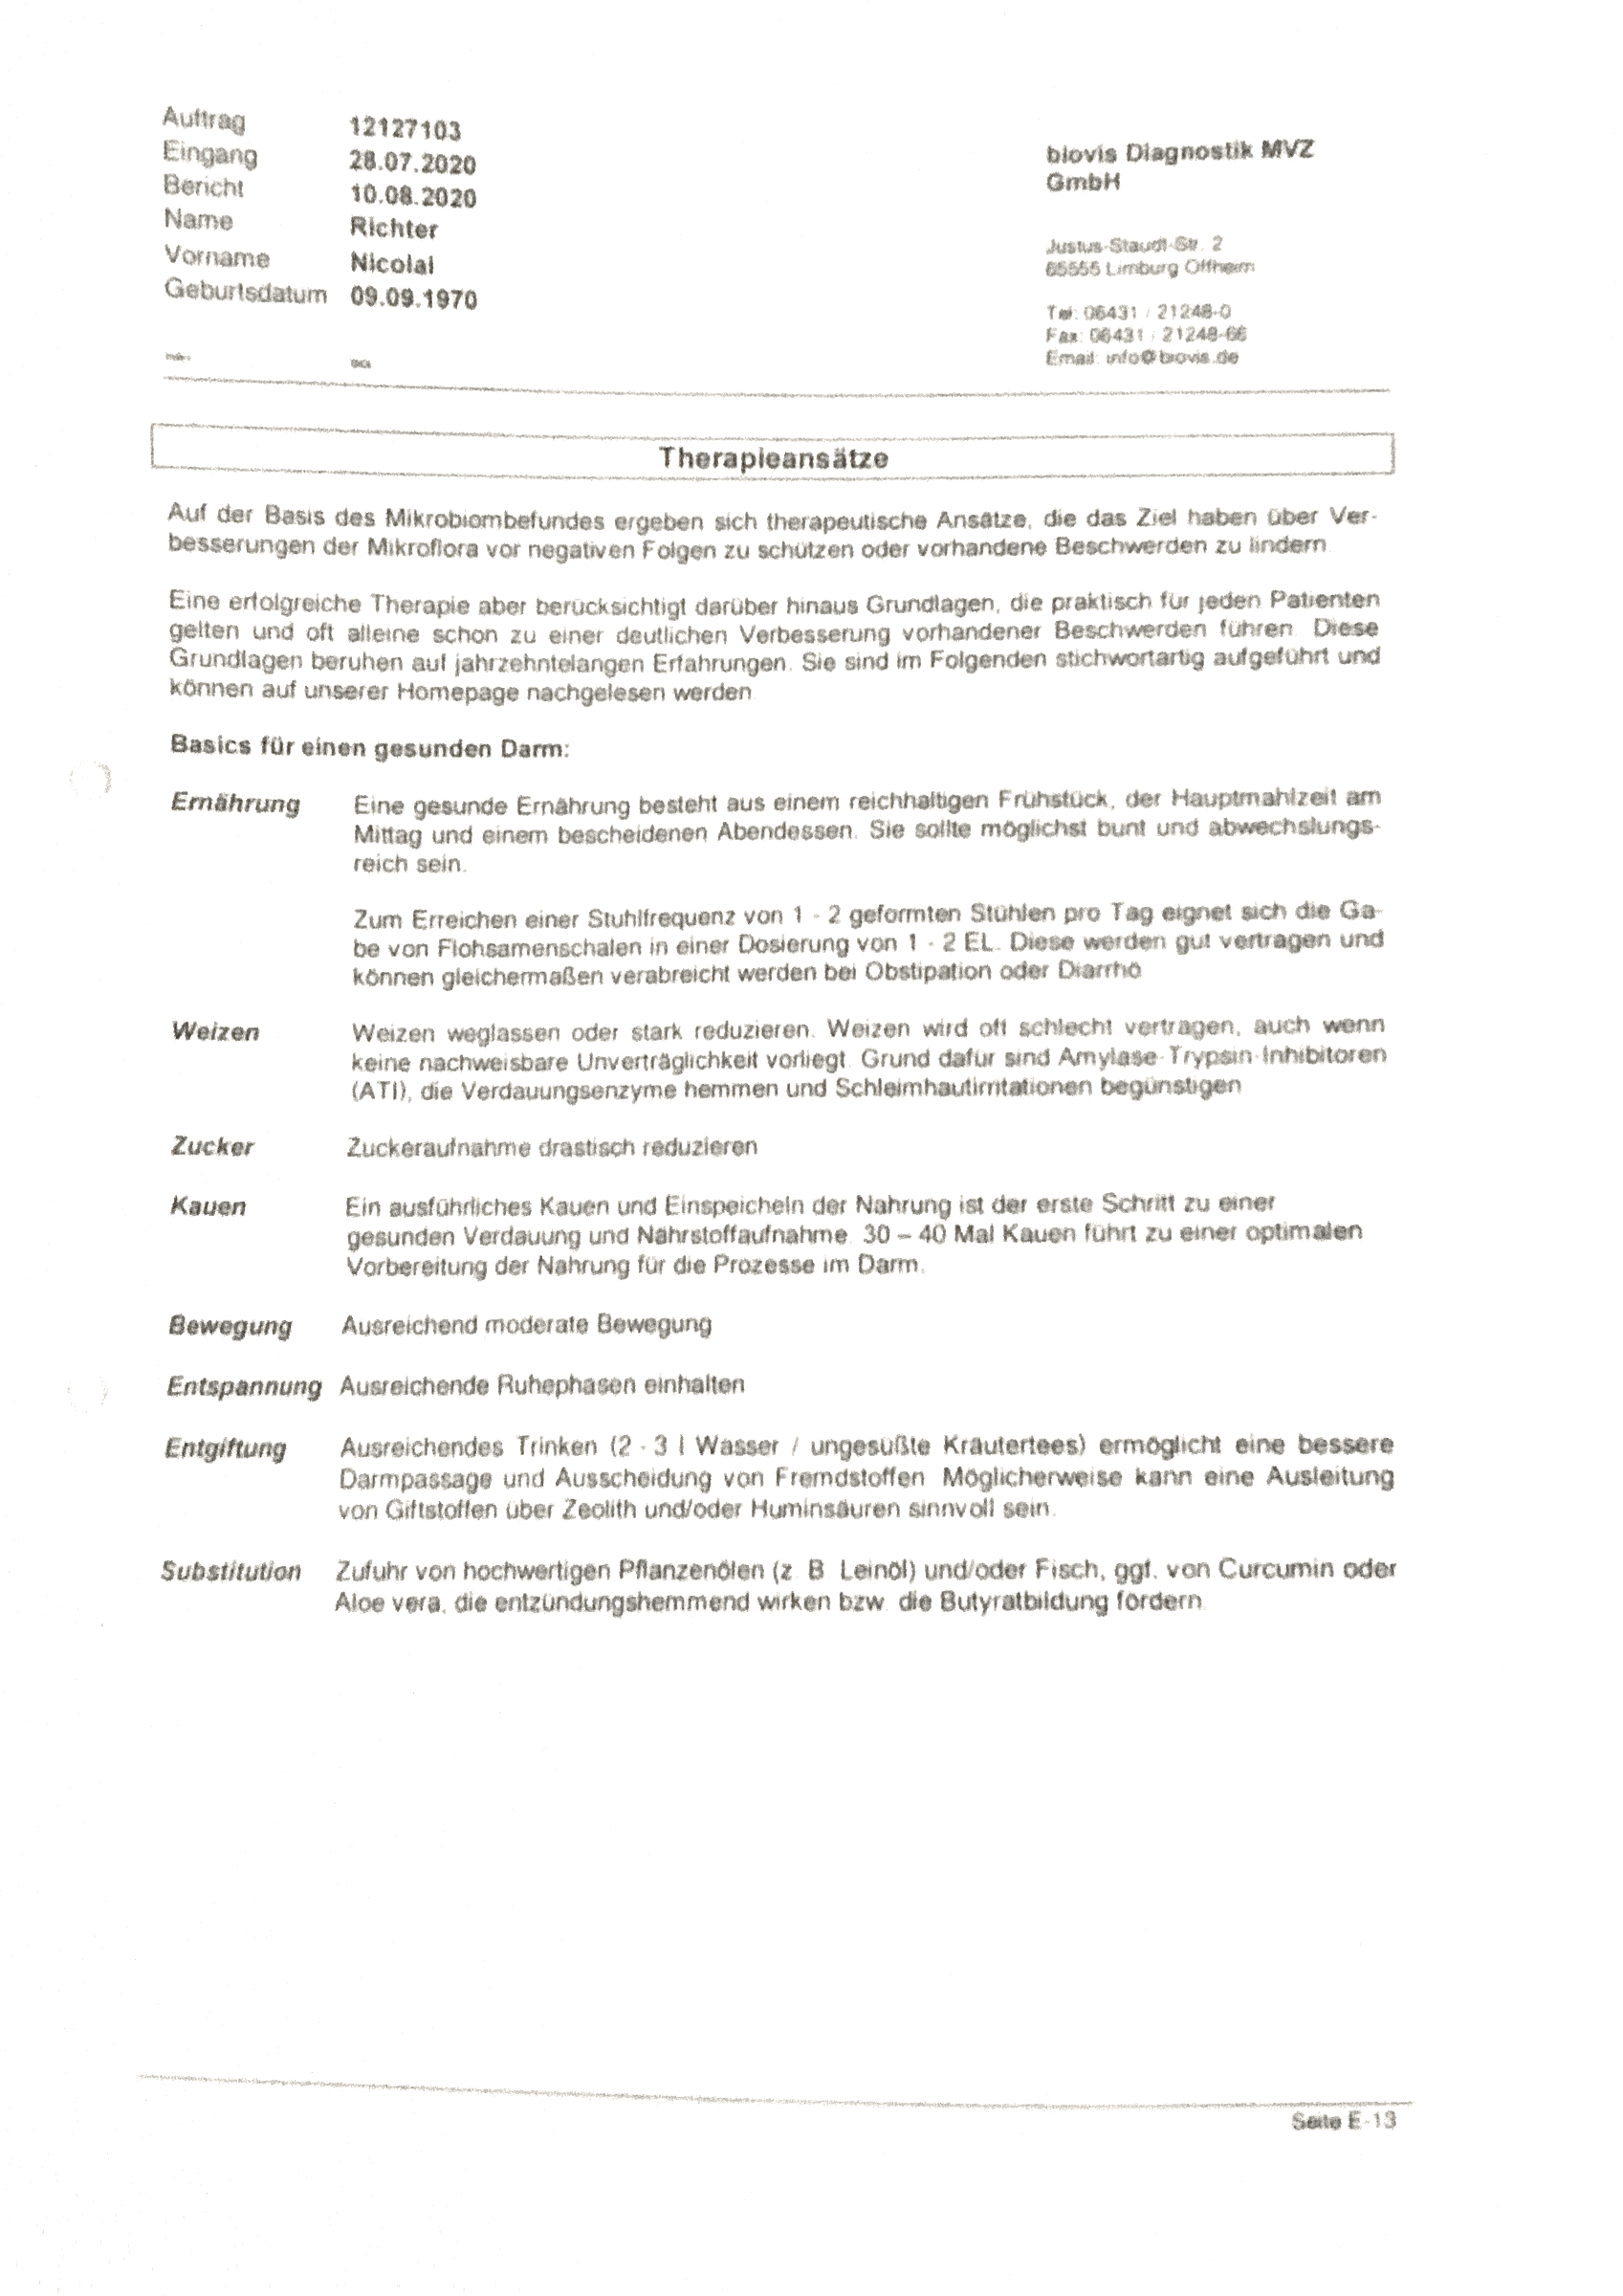 Auftrag 12127103
Eingang 28.07.2020
Bericht 10.08.2020
Name Richter
Vorname Nicolai
Geburtsdatum 09.09.1970
biovis Diagnostik MVZ
GmbH
Justus-Staudt-Str. 2
65555 Limburg Offheim
Tel: 06431 / 21248-0
Fax: 06431 / 21248-66
Email: info@biovis.de
Therapieansätze
Auf der Basis des Mikrobiombefundes ergeben sich therapeutische Ansätze, die das Ziel haben über Ver-
besserungen der Mikroflora vor negativen Folgen zu schützen oder vorhandene Beschwerden zu lindern.
Eine erfolgreiche Therapie aber berücksichtigt darüber hinaus Grundlagen, die praktisch für jeden Patienten
gelten und oft alleine schon zu einer deutlichen Verbesserung vorhandener Beschwerden führen. Diese
Grundlagen beruhen auf jahrzehntelangen Erfahrungen. Sie sind im Folgenden stichwortartig aufgeführt und
können auf unserer Homepage nachgelesen werden.
Basics für einen gesunden Darm:
Ernährung Eine gesunde Ernährung besteht aus einem reichhaltigen Frühstück, der Hauptmahlzeit am
Mittag und einem bescheidenen Abendessen. Sie sollte möglichst bunt und abwechslungs-
reich sein.
Zum Erreichen einer Stuhlfrequenz von 1 - 2 geformten Stühlen pro Tag eignet sich die Ga-
be von Flohsamenschalen in einer Dosierung von 1 - 2 EL. Diese werden gut vertragen und
können gleichermaßen verabreicht werden bei Obstipation oder Diarrhö
Weizen Weizen weglassen oder stark reduzieren. Weizen wird oft schlecht vertragen, auch wenn
keine nachweisbare Unverträglichkeit vorliegt. Grund dafür sind Amylase-Trypsin-Inhibitoren
(ATI), die Verdauungsenzyme hemmen und Schleimhautirritationen begünstigen
Zucker Zuckeraufnahme drastisch reduzieren
Kauen Ein ausführliches Kauen und Einspeicheln der Nahrung ist der erste Schritt zu einer
gesunden Verdauung und Nährstoffaufnahme. 30 – 40 Mal Kauen führt zu einer optimalen
Vorbereitung der Nahrung für die Prozesse im Darm.
Bewegung Ausreichend moderate Bewegung
Entspannung Ausreichende Ruhephasen einhalten
Entgiftung Ausreichendes Trinken (2 - 3 l Wasser / ungesüßte Kräutertees) ermöglicht eine bessere
Darmpassage und Ausscheidung von Fremdstoffen. Möglicherweise kann eine Ausleitung
von Giftstoffen über Zeolith und/oder Huminsäuren sinnvoll sein.
Substitution Zufuhr von hochwertigen Pflanzenölen (z. B. Leinöl) und/oder Fisch, ggf. von Curcumin oder
Aloe vera, die entzündungshemmend wirken bzw. die Butyratbildung fördern.
Seite E-13